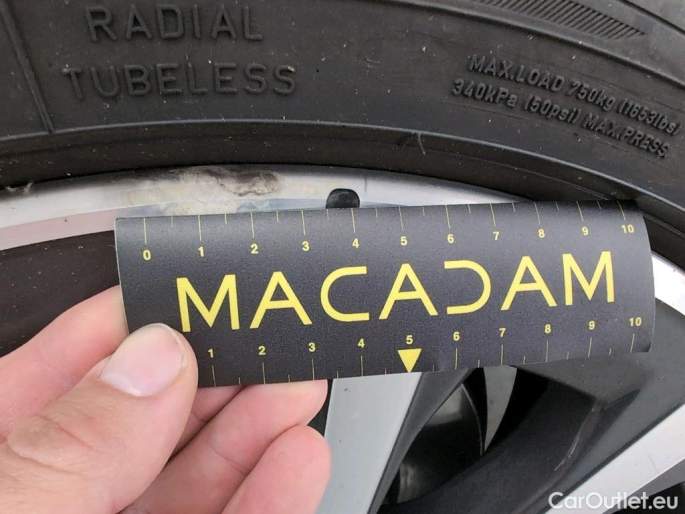 RADIAL
TUBELESS
MAX.LOAD 750kg (1653lbs)
340kPa (50psi) MAX.PRESS.
0 1 2 3 4 5 6 7 8 9 10
MACADAM
1 2 3 4 5 6 7 8 9 10
CarOutlet.eu